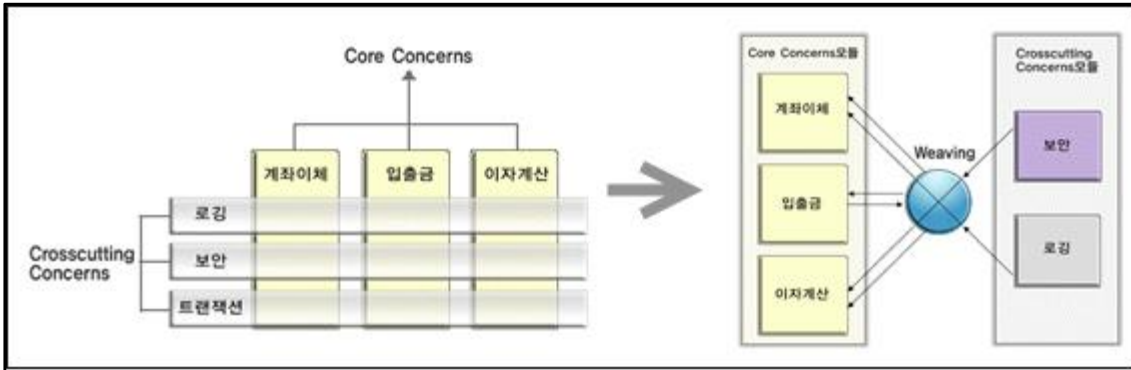 Core Concerns
계좌이체
입출금
이자계산
로깅
Crosscutting
Concerns
보안
트랜잭션
Core Concerns모듈
계좌이체
입출금
이자계산
Weaving
Crosscutting
Concerns모듈
보안
로깅